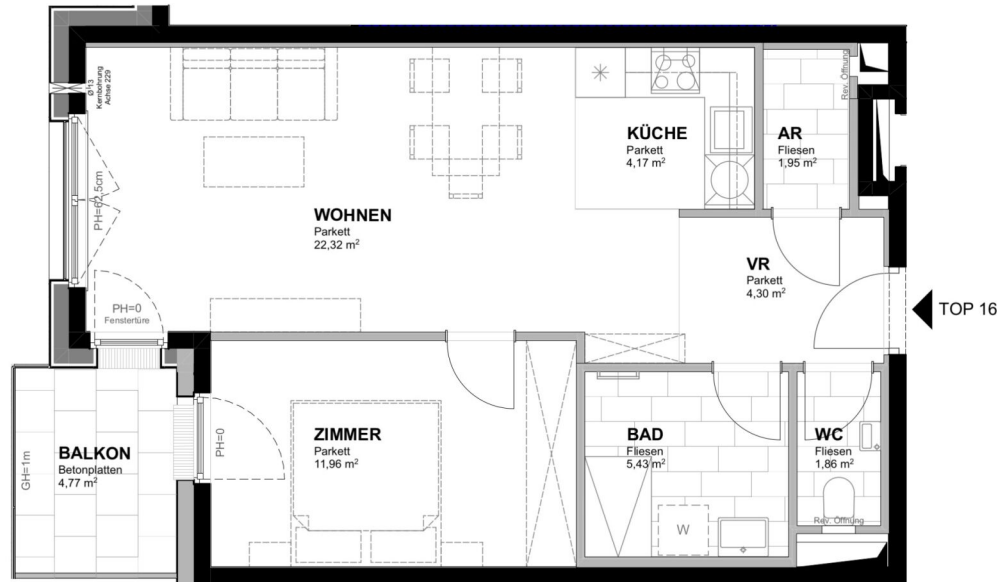 Ø 13
Kernbohrung
Achse 229
PH=62,5cm
WOHNEN
Parkett
22,32 m²
KÜCHE
Parkett
4,17 m²
AR
Fliesen
1,95 m²
Rev. Öffnung
VR
Parkett
4,30 m²
TOP 16
PH=0
Fenstertüre
BALKON
Betonplatten
4,77 m²
GH=1m
PH=0
ZIMMER
Parkett
11,96 m²
BAD
Fliesen
5,43 m²
W
WC
Fliesen
1,86 m²
Rev. Öffnung